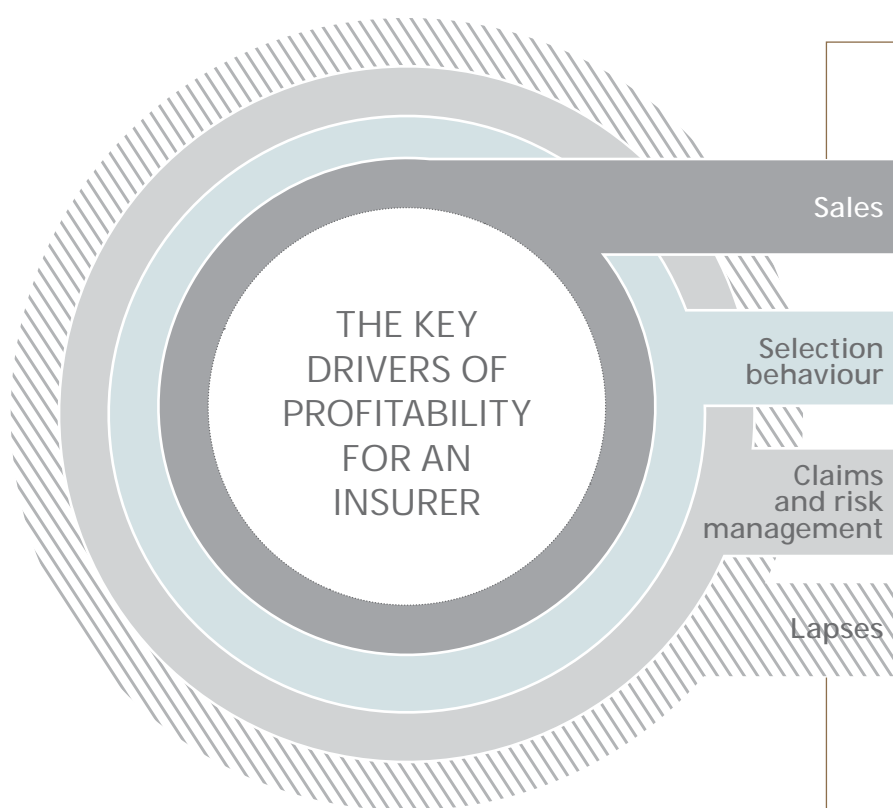 THE KEY
DRIVERS OF
PROFITABILITY
FOR AN
INSURER
Sales
Selection
behaviour
Claims
and risk
management
Lapses